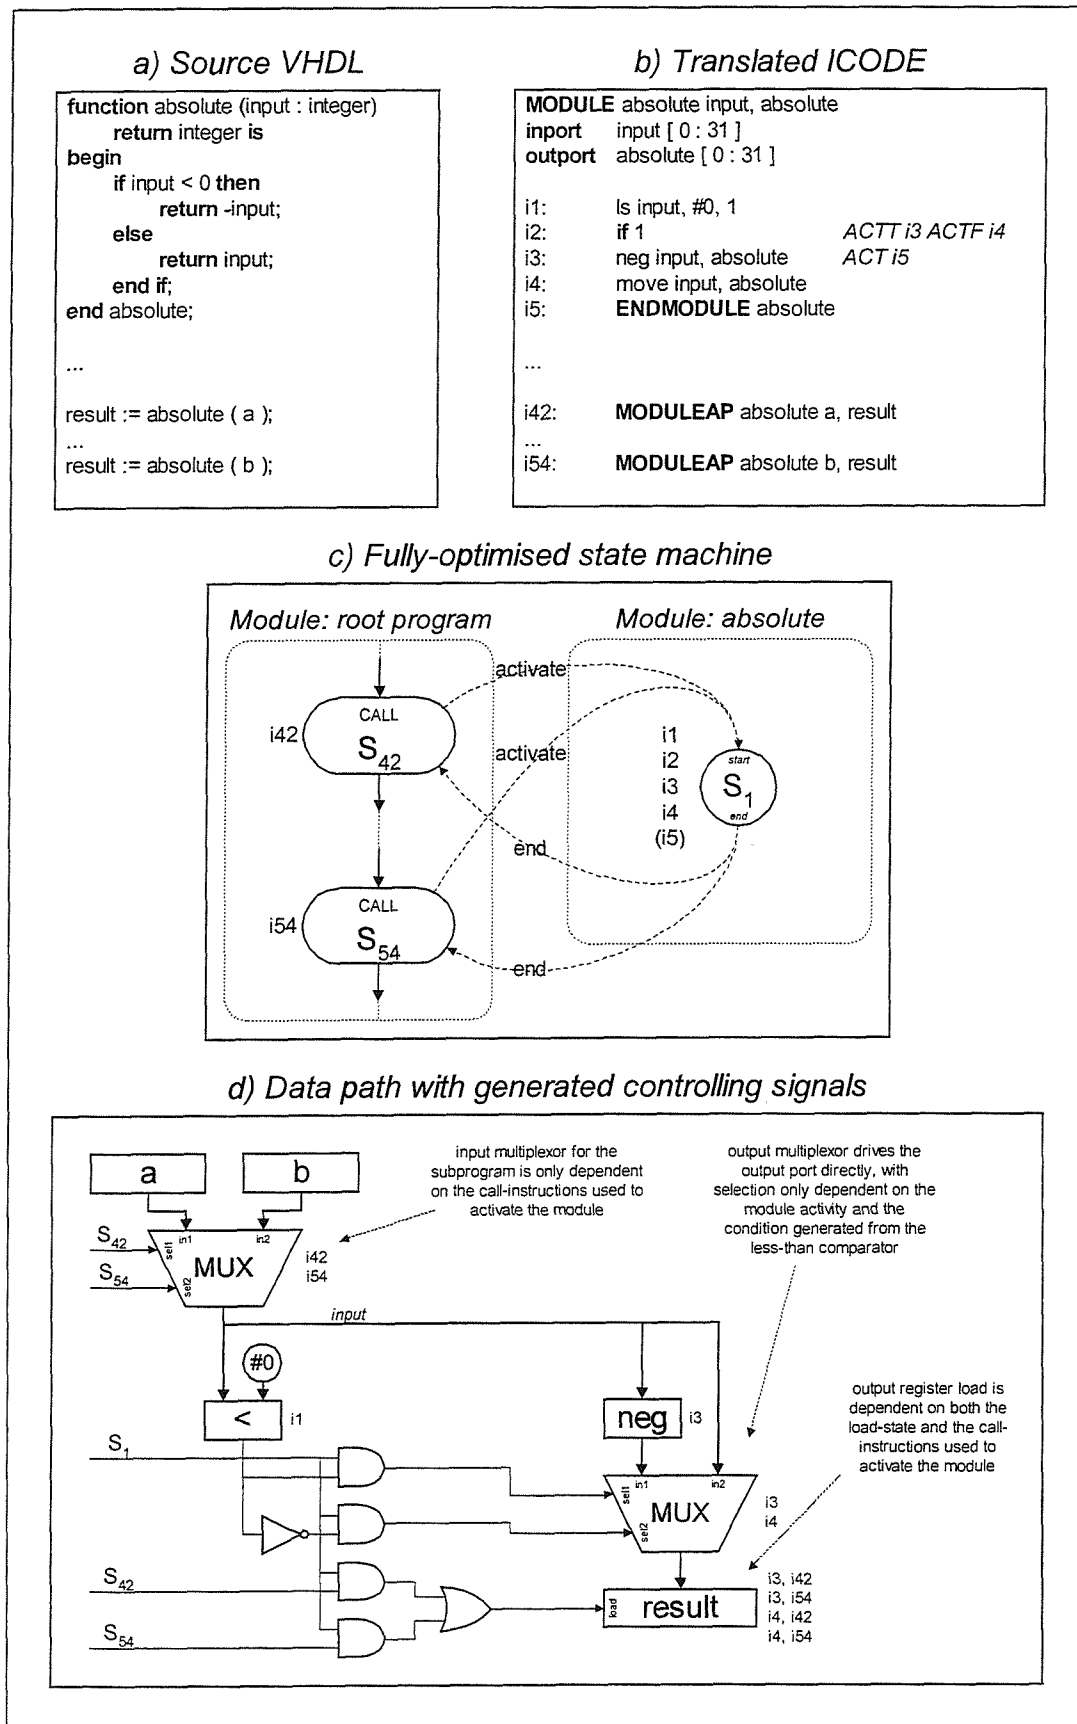 a) Source VHDL
function absolute (input : integer)
return integer is
begin
if input < 0 then
return -input;
else
return input;
end if;
end absolute;
...
result := absolute ( a );
...
result := absolute ( b );
b) Translated ICODE
MODULE absolute input, absolute
inport input [ 0 : 31 ]
outport absolute [ 0 : 31 ]
i1: ls input, #0, 1
i2: if 1 ACTT i3 ACTF i4
i3: neg input, absolute ACT i5
i4: move input, absolute
i5: ENDMODULE absolute
...
i42: MODULEAP absolute a, result
...
i54: MODULEAP absolute b, result
c) Fully-optimised state machine
Module: root program
Module: absolute
activate
CALL
i42
S42
activate
i1
i2
i3
i4
(i5)
start
S1
end
end
CALL
i54
S54
end
d) Data path with generated controlling signals
a
b
input multiplexor for the
subprogram is only dependent
on the call-instructions used to
activate the module
output multiplexor drives the
output port directly, with
selection only dependent on the
module activity and the
condition generated from the
less-than comparator
S42
S54
in1
in2
sel1
sel2
MUX
i42
i54
input
#0
<
i1
neg
i3
output register load is
dependent on both the
load-state and the call-
instructions used to
activate the module
S1
in1
in2
sel1
sel2
MUX
i3
i4
S42
S54
load
result
i3, i42
i3, i54
i4, i42
i4, i54